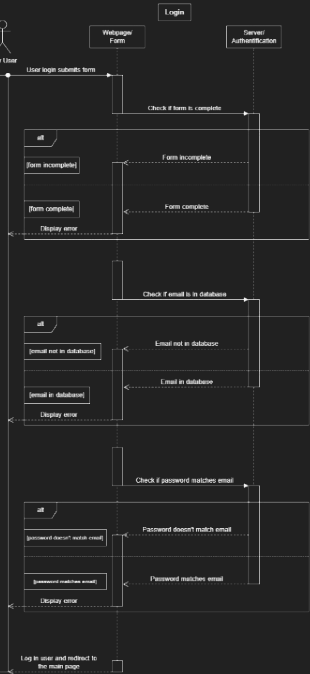 Login
Webpage/
Form
Server/
Authentification
User
User login submits form
Check if form is complete
alt
Form incomplete
[form incomplete]
Form complete
[form complete]
Display error
Check if email is in database
alt
Email not in database
[email not in database]
Email in database
[email in database]
Display error
Check if password matches email
alt
Password doesn't match email
[password doesn't match email]
Password matches email
[password matches email]
Display error
Log in user and redirect to
the main page